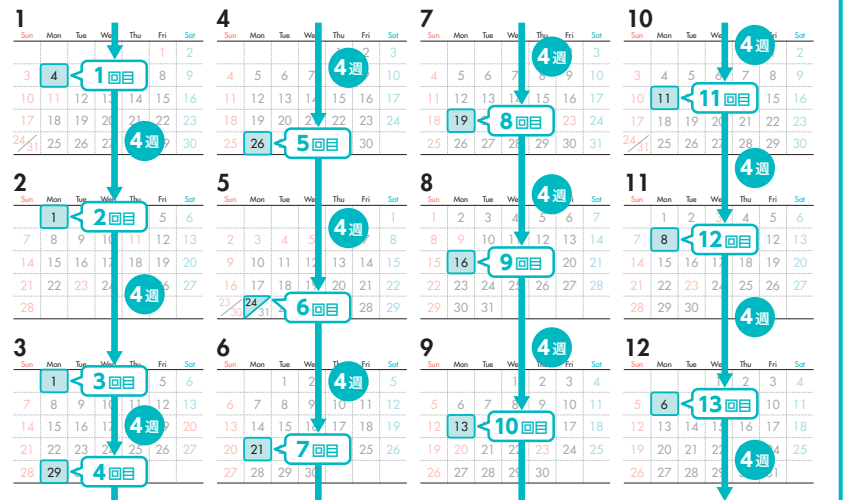 1
Sun Mon Tue Thu Fri Sat
1 2
3 4 1回目 8 9
10 11 12 13 14 15 16
17 18 19 20 21 22 23
24/31 25 26 27 4週 29 30
2
Sun Mon Tue Thu Fri Sat
1 2回目 5 6
7 8 9 10 11 12 13
14 15 16 17 18 19 20
21 22 23 24 4週 26 27
28
3
Sun Mon Tue Thu Fri Sat
1 3回目 5 6
7 8 9 10 11 12 13
14 15 16 17 4週 19 20
21 22 23 24 25 26 27
28 29 4回目
4
Sun Mon Tue Wed Thu Fri Sat
1 2 3
4 5 6 7 4週 9 10
11 12 13 14 15 16 17
18 19 20 21 22 23 24
25 26 5回目 30
5
Sun Mon Tue Wed Thu Fri Sat
1
2 3 4 5 4週 7 8
9 10 11 12 13 14 15
16 17 18 19 20 21 22
23/30 24/31 6回目 28 29
6
Sun Mon Tue Wed Thu Fri Sat
1 2 4週 5
6 7 8 9 10 11 12
13 14 15 16 17 18 19
20 21 7回目 25 26
27 28 29 30
7
Sun Mon Tue Wed Thu Fri Sat
4週 3
4 5 6 7 8 9 10
11 12 13 14 15 16 17
18 19 8回目 23 24
25 26 27 28 29 30 31
8
Sun Mon Tue Wed Thu Fri Sat
1 2 3 4 4週 6 7
8 9 10 11 12 13 14
15 16 9回目 20 21
22 23 24 25 26 27 28
29 30 31
9
Sun Mon Tue Wed Thu Fri Sat
4週
1 2 3 4
5 6 7 8 9 10 11
12 13 10回目 17 18
19 20 21 22 23 24 25
26 27 28 29 30
10
Sun Mon Tue Wed Fri Sat
4週 2
3 4 5 6 7 8 9
10 11 11回目 15 16
17 18 19 20 21 22 23
24/31 25 26 27 28 29 30
4週
11
Sun Mon Tue Wed Thu Fri Sat
1 2 3 4 5 6
7 8 12回目 12 13
14 15 16 17 18 19 20
21 22 23 24 25 26 27
28 29 30
4週
12
Sun Mon Tue Wed Thu Fri Sat
1 2 3 4
5 6 13回目 10 11
12 13 14 15 16 17 18
19 20 21 22 4週 24 25
26 27 28 29 30 31